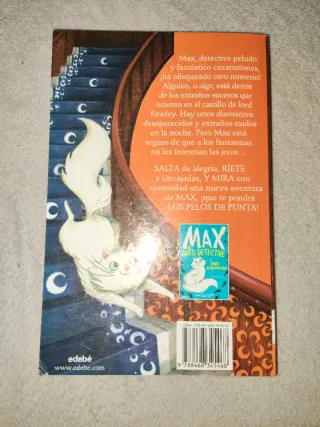 Max, detective peludo
y fantástico cazarratones,
¡ha olisqueado otro misterio!
Alguien, o algo, está detrás
de los extraños sucesos que
ocurren en el castillo de lord
Fawley. Hay unos diamantes
desaparecidos y extraños ruidos
en la noche. Pero Max está
seguro de que a los fantasmas
no les interesan las joyas…
SALTA de alegría, RÍETE
a carcajadas, Y MIRA con
curiosidad una nueva aventura
de MAX, ¡que te pondrá
LOS PELOS DE PUNTA!
MAX
GATO DETECTIVE
edebé
www.edebe.com
9788468345468